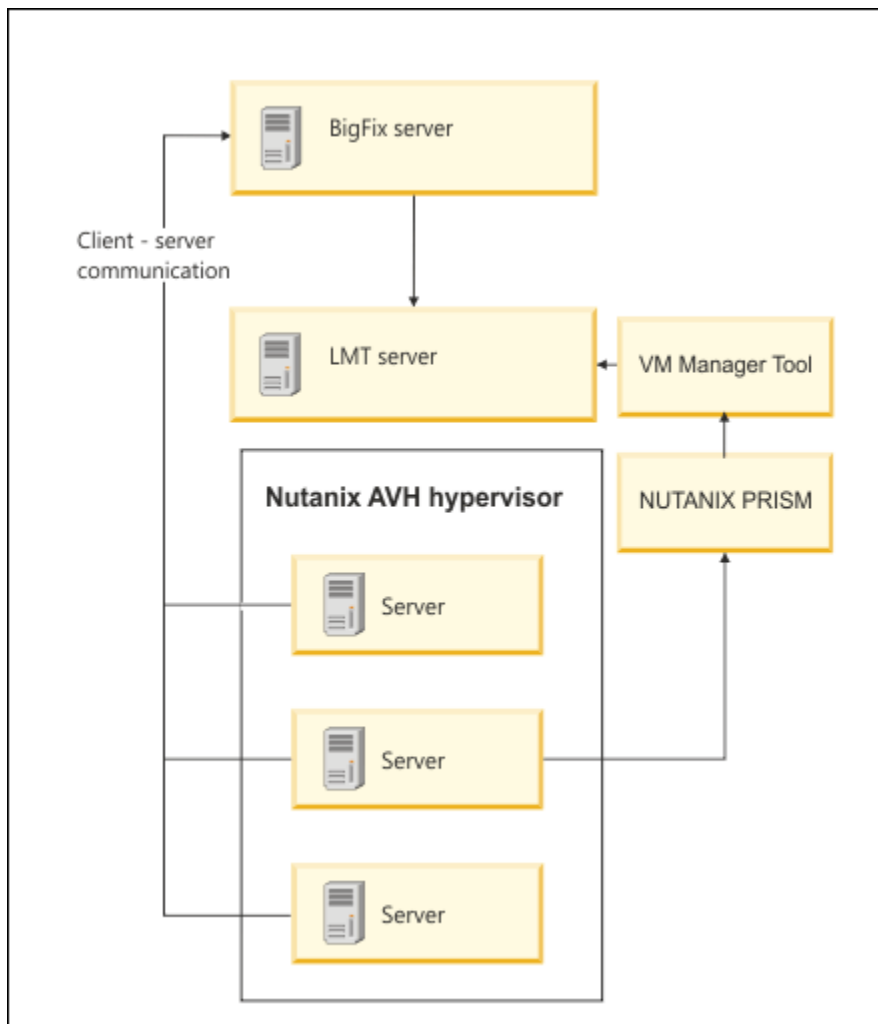 BigFix server
Client - server
communication
LMT server
VM Manager Tool
Nutanix AVH hypervisor
NUTANIX PRISM
Server
Server
Server